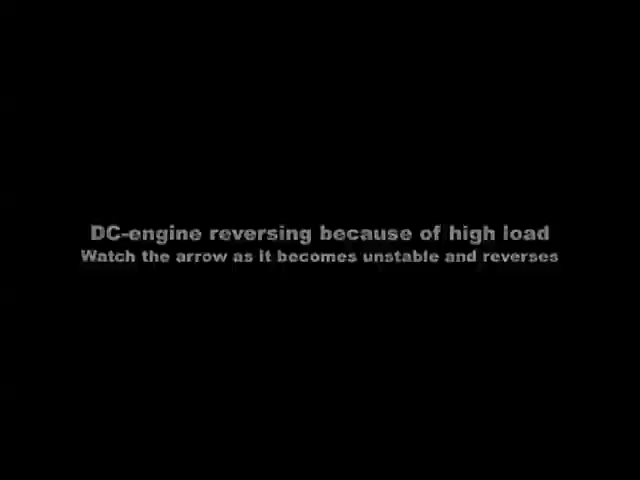 DC-engine reversing because of high load
Watch the arrow as it becomes unstable and reverses